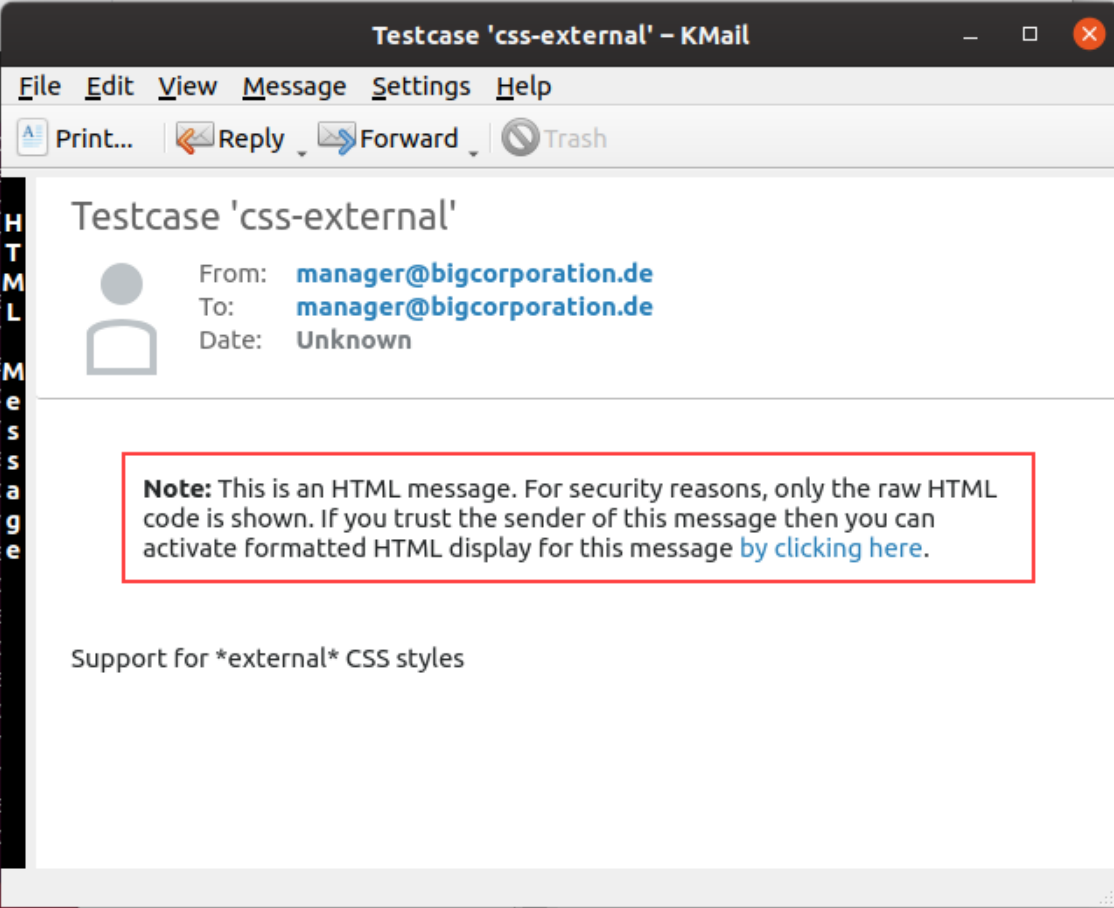 Testcase 'css-external' – KMail
File Edit View Message Settings Help
Print... Reply Forward Trash
HTML Message
Testcase 'css-external'
From: manager@bigcorporation.de
To: manager@bigcorporation.de
Date: Unknown
Note: This is an HTML message. For security reasons, only the raw HTML
code is shown. If you trust the sender of this message then you can
activate formatted HTML display for this message by clicking here.
Support for *external* CSS styles